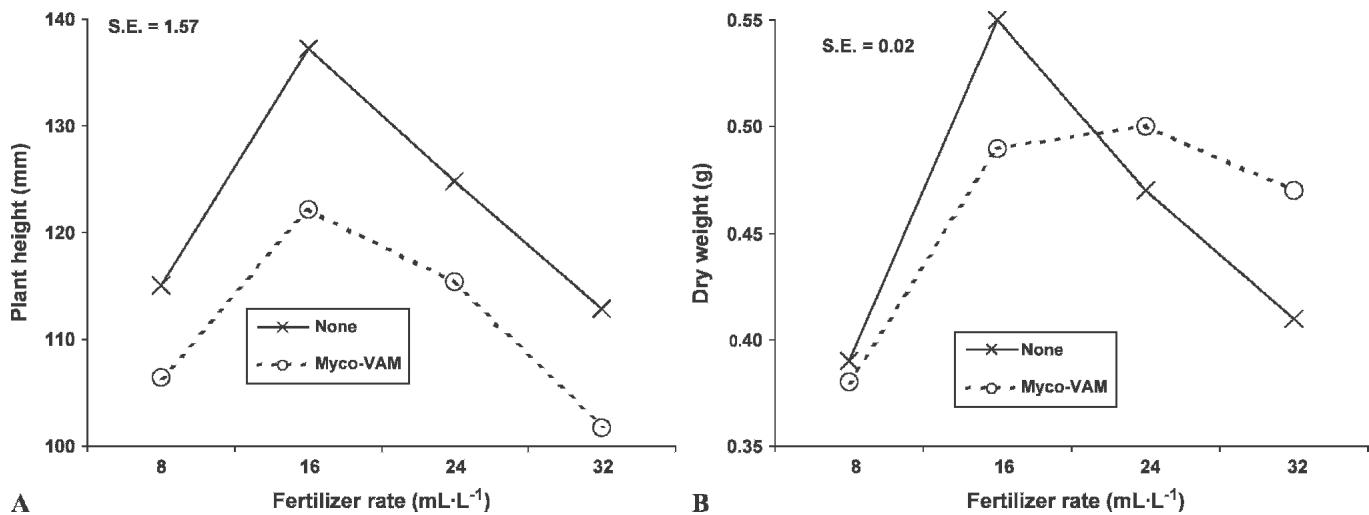 S.E. = 1.57
Plant height (mm)
140
130
120
110
100
None
Myco-VAM
8 16 24 32
Fertilizer rate (mL·L⁻¹)
A
S.E. = 0.02
Dry weight (g)
0.55
0.50
0.45
0.40
0.35
None
Myco-VAM
8 16 24 32
Fertilizer rate (mL·L⁻¹)
B